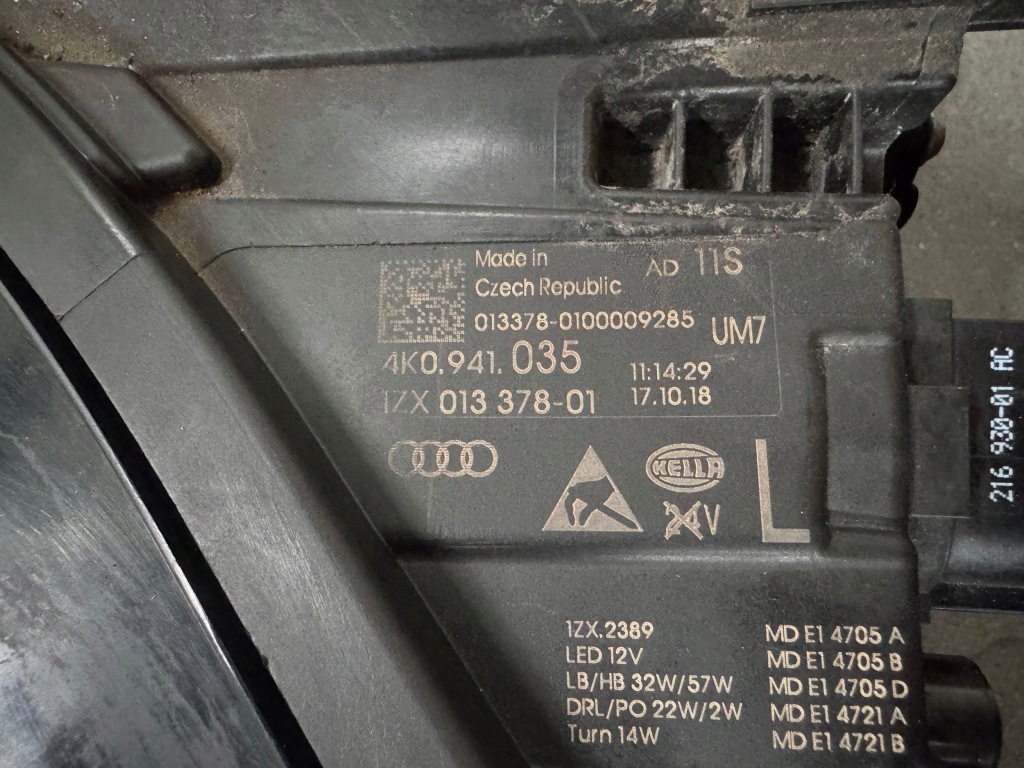 Made in AD 11S
Czech Republic
013378-0100009285 UM7
4K0.941.035 11:14:29
1ZX 013 378-01 17.10.18
HELLA
24V
L
216 930-01 AC
1ZX.2389 MD E1 4705 A
LED 12V MD E1 4705 B
LB/HB 32W/57W MD E1 4705 D
DRL/PO 22W/2W MD E1 4721 A
Turn 14W MD E1 4721 B